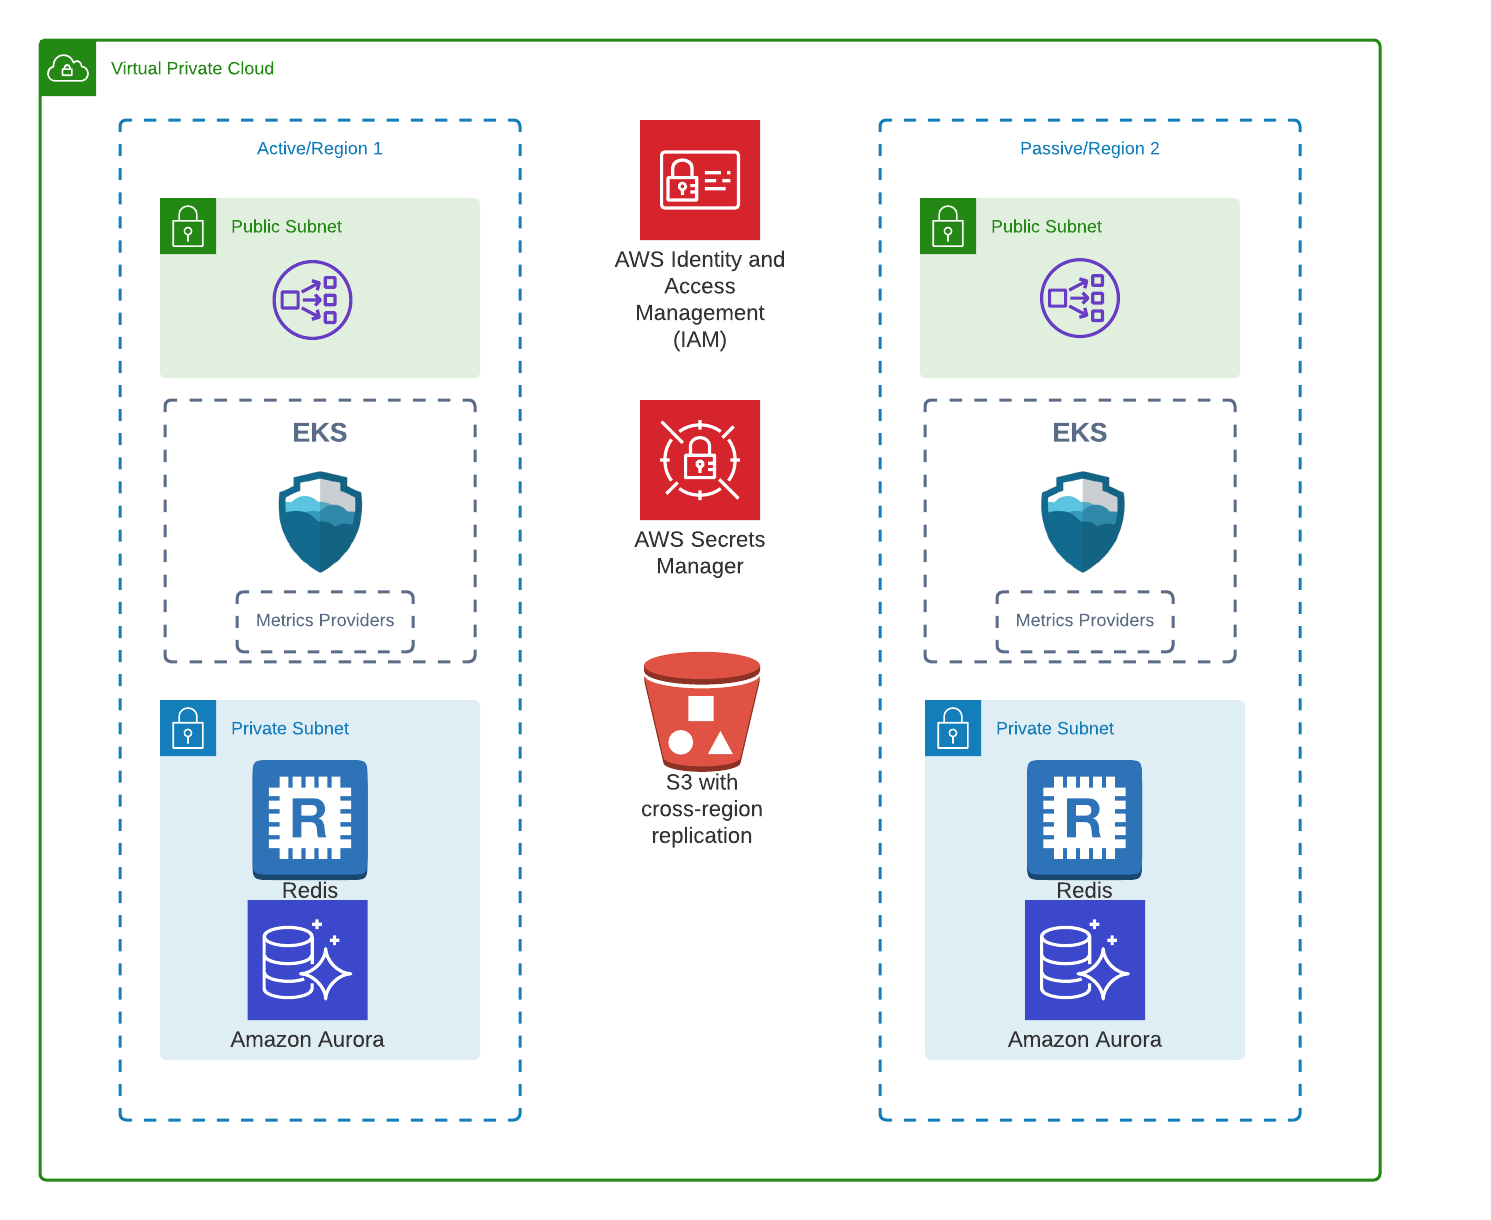 Virtual Private Cloud
Active/Region 1
Public Subnet
EKS
Metrics Providers
Private Subnet
R
Redis
Amazon Aurora
AWS Identity and
Access
Management
(IAM)
AWS Secrets
Manager
S3 with
cross-region
replication
Passive/Region 2
Public Subnet
EKS
Metrics Providers
Private Subnet
R
Redis
Amazon Aurora